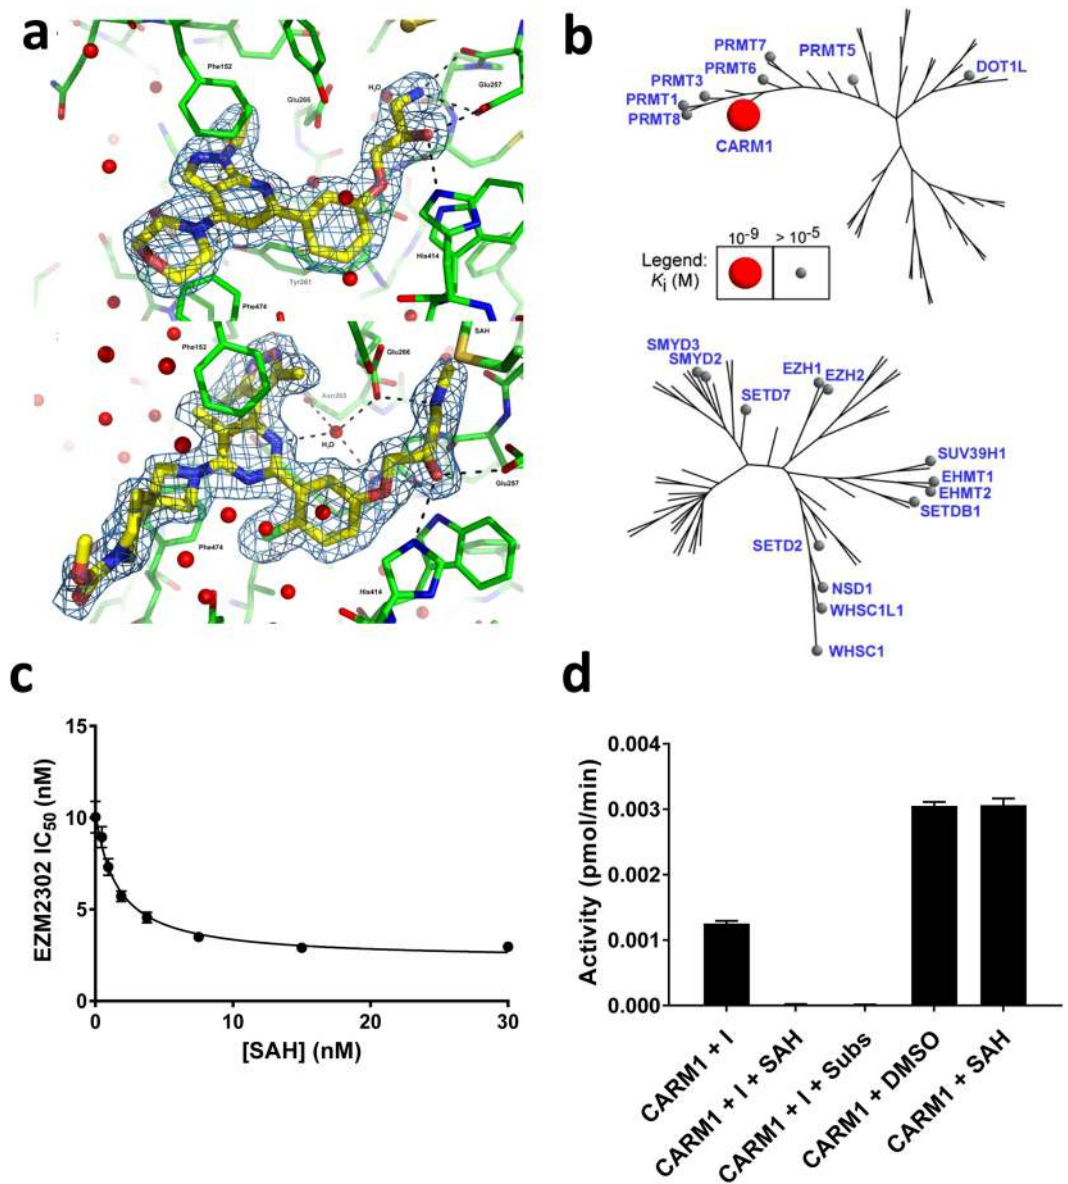 a
Phe152
Glu266
H₂O
Glu257
His414
Tyr261
Phe474
Phe152
SAH
Glu266
H₂O
Glu257
Phe474
His414
b
PRMT7
PRMT5
PRMT6
DOT1L
PRMT3
PRMT1
PRMT8
CARM1
10⁻⁹ > 10⁻⁵
Legend:
Kᵢ (M)
SMYD3
SMYD2
EZH1
EZH2
SETD7
SUV39H1
EHMT1
EHMT2
SETDB1
SETD2
NSD1
WHSC1L1
WHSC1
c
EZM2302 IC₅₀ (nM)
15
10
5
0
0 10 20 30
[SAH] (nM)
d
Activity (pmol/min)
0.004
0.003
0.002
0.001
0.000
CARM1 + I
CARM1 + I + SAH
CARM1 + I + Subs
CARM1 + DMSO
CARM1 + SAH